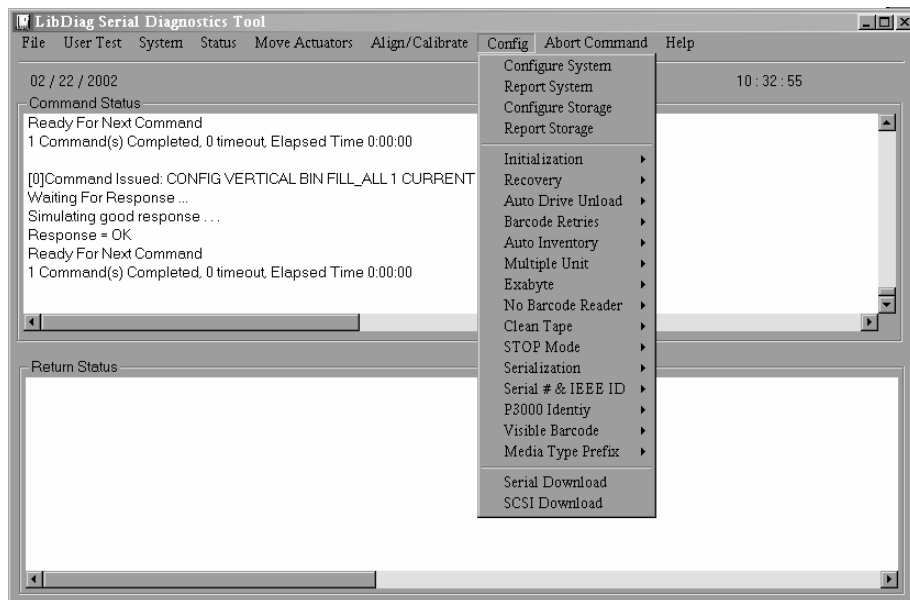 LibDiag Serial Diagnostics Tool
File User Test System Status Move Actuators Align/Calibrate Config Abort Command Help
02 / 22 / 2002
10 : 32 : 55
Command Status
Ready For Next Command
1 Command(s) Completed, 0 timeout, Elapsed Time 0:00:00
[0]Command Issued: CONFIG VERTICAL BIN FILL_ALL 1 CURRENT
Waiting For Response ...
Simulating good response . . .
Response = OK
Ready For Next Command
1 Command(s) Completed, 0 timeout, Elapsed Time 0:00:00
Return Status
Configure System
Report System
Configure Storage
Report Storage
Initialization
Recovery
Auto Drive Unload
Barcode Retries
Auto Inventory
Multiple Unit
Exabyte
No Barcode Reader
Clean Tape
STOP Mode
Serialization
Serial # & IEEE ID
P3000 Identiy
Visible Barcode
Media Type Prefix
Serial Download
SCSI Download